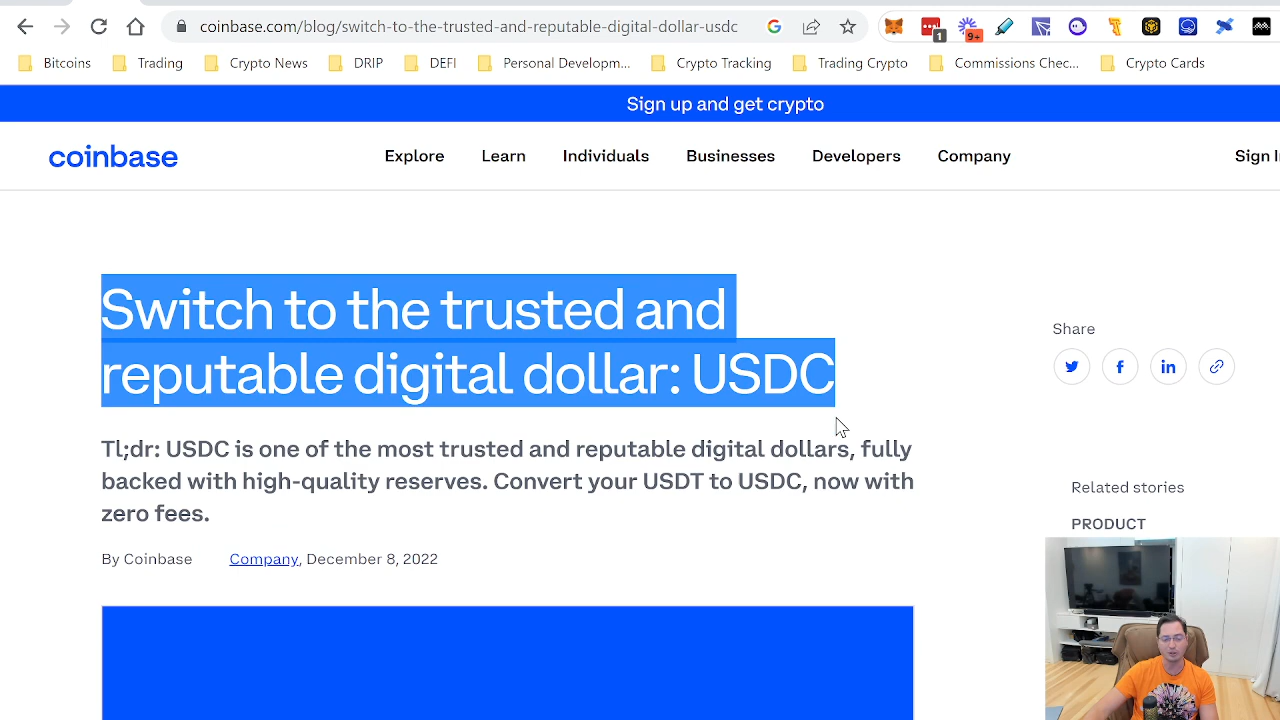 coinbase.com/blog/switch-to-the-trusted-and-reputable-digital-dollar-usdc
1
9+
Bitcoins
Trading
Crypto News
DRIP
DEFI
Personal Developm...
Crypto Tracking
Trading Crypto
Commissions Chec...
Crypto Cards
Sign up and get crypto
coinbase
Explore
Learn
Individuals
Businesses
Developers
Company
Sign I
Switch to the trusted and
reputable digital dollar: USDC
Tl;dr: USDC is one of the most trusted and reputable digital dollars, fully
backed with high-quality reserves. Convert your USDT to USDC, now with
zero fees.
By Coinbase
Company, December 8, 2022
Share
Related stories
PRODUCT